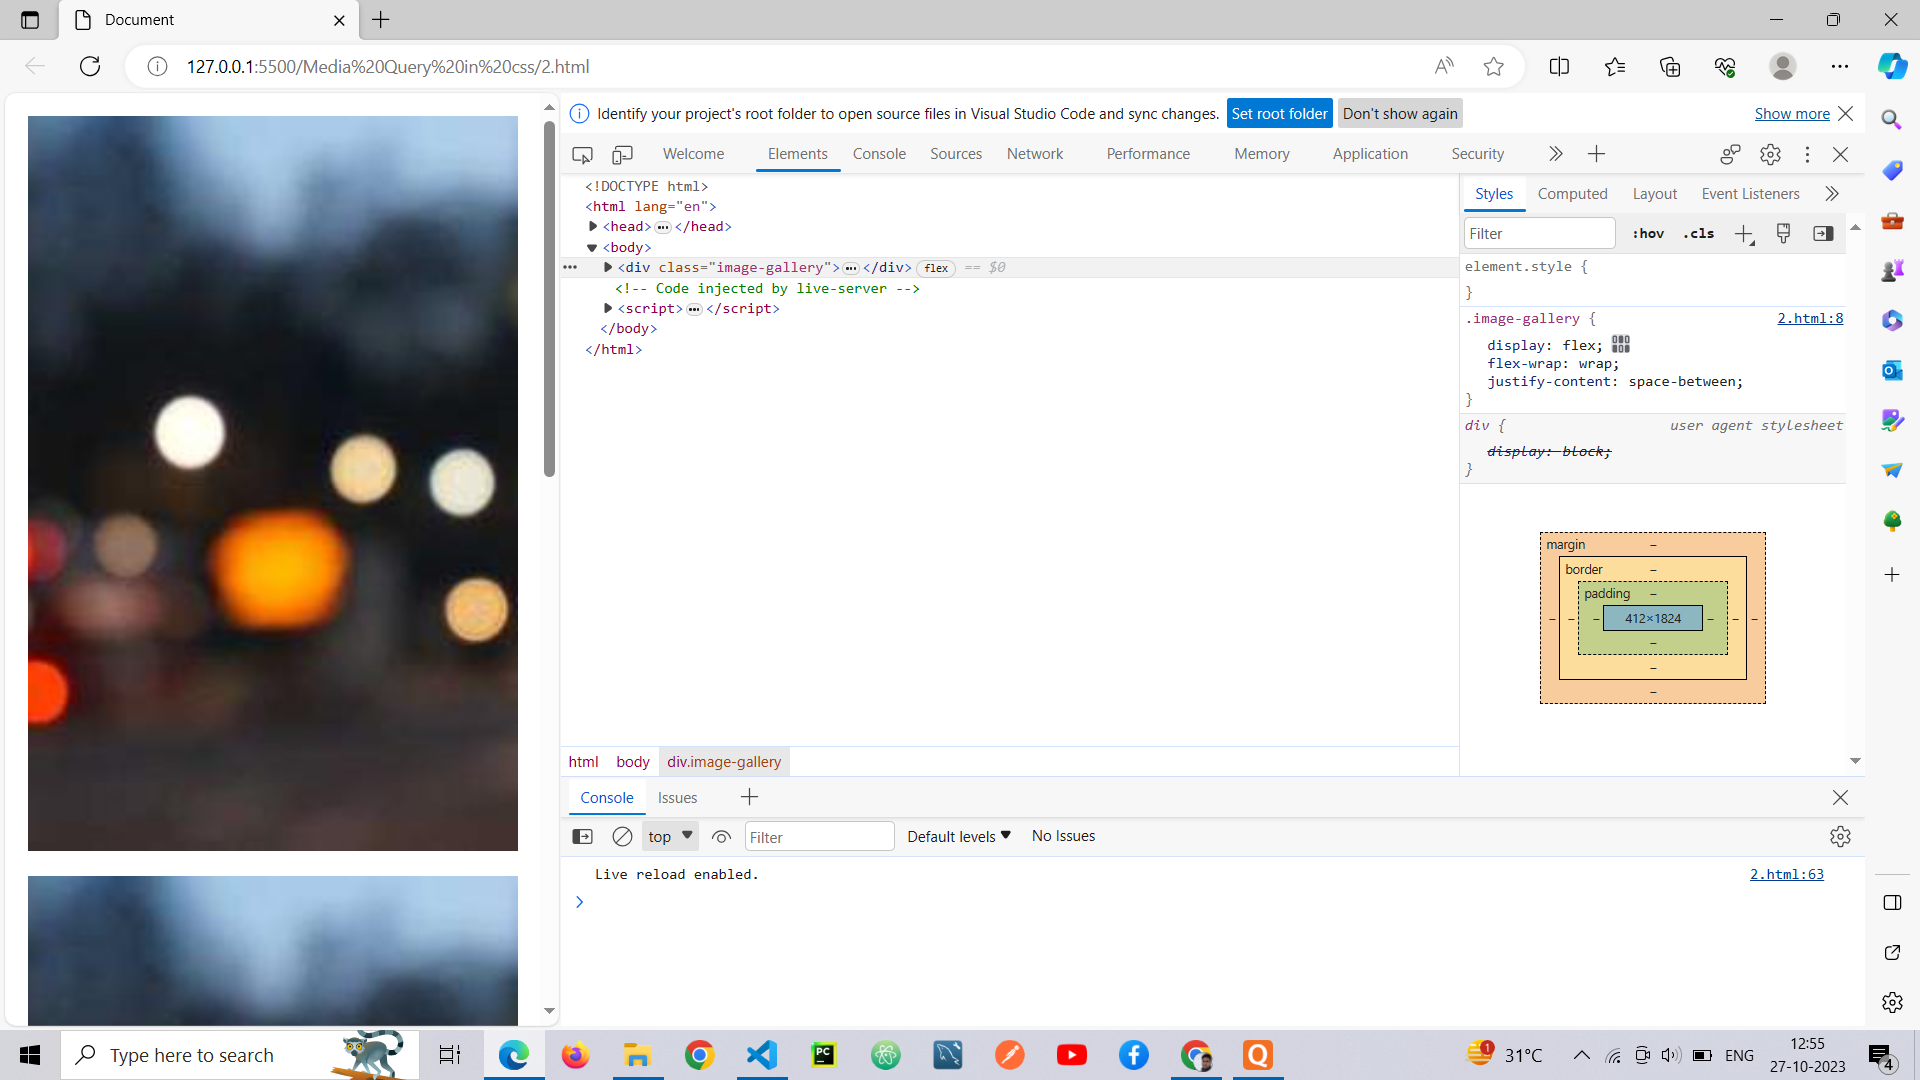 Document
127.0.0.1:5500/Media%20Query%20in%20css/2.html
Identify your project's root folder to open source files in Visual Studio Code and sync changes. Set root folder Don't show again Show more
Welcome Elements Console Sources Network Performance Memory Application Security
<!DOCTYPE html>
<html lang="en">
<head> ••• </head>
<body>
••• <div class="image-gallery"> ••• </div> flex == $0
<!-- Code injected by live-server -->
<script> ••• </script>
</body>
</html>
Styles Computed Layout Event Listeners
Filter :hov .cls
element.style {
}
.image-gallery { 2.html:8
display: flex;
flex-wrap: wrap;
justify-content: space-between;
}
div { user agent stylesheet
display: block;
}
margin –
border –
padding –
– – – 412×1824 – – –
–
–
–
html body div.image-gallery
Console Issues
top Filter Default levels No Issues
Live reload enabled. 2.html:63
Type here to search
PC
Q
1
31°C
ENG
12:55
27-10-2023
4